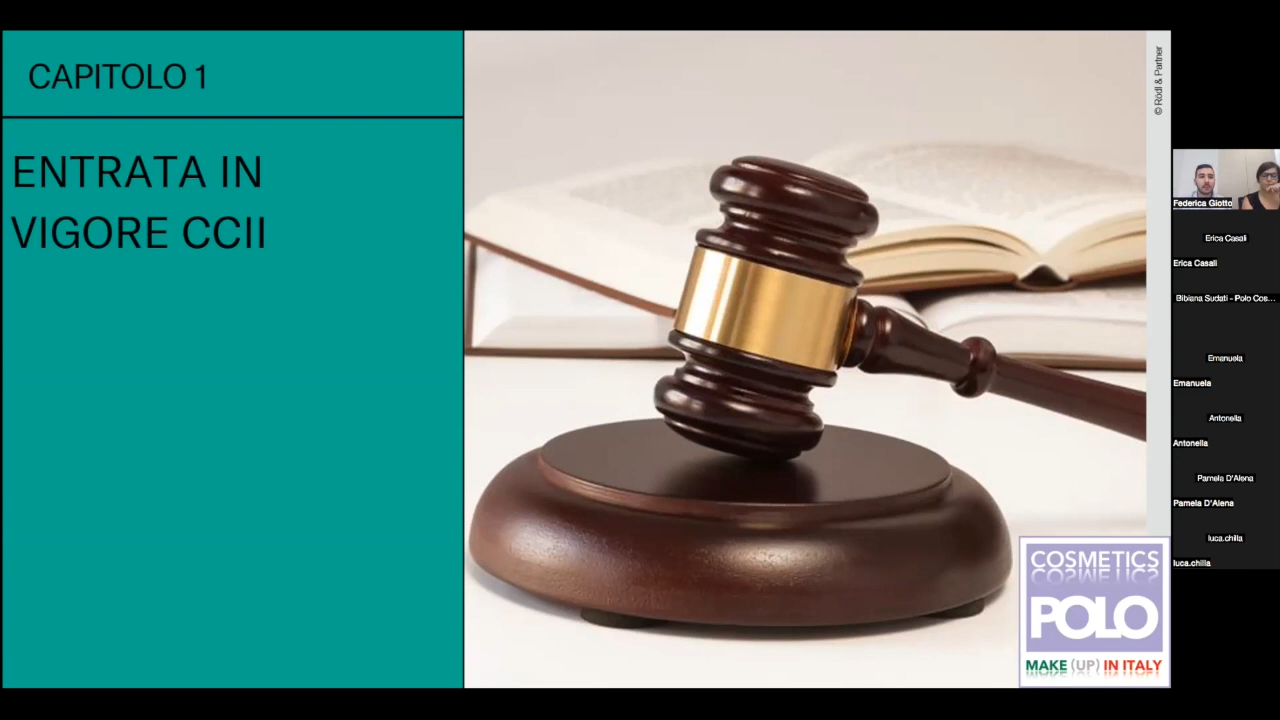 CAPITOLO 1
ENTRATA IN
VIGORE CCII
© Rödl & Partner
COSMETICS
POLO
MAKE (UP) IN ITALY
Federica Giotto
Erica Casali
Erica Casali
Bibiana Sudati - Polo Cos...
Emanuela
Emanuela
Antonella
Antonella
Pamela D'Alena
Pamela D'Alena
luca.chilla
luca.chilla